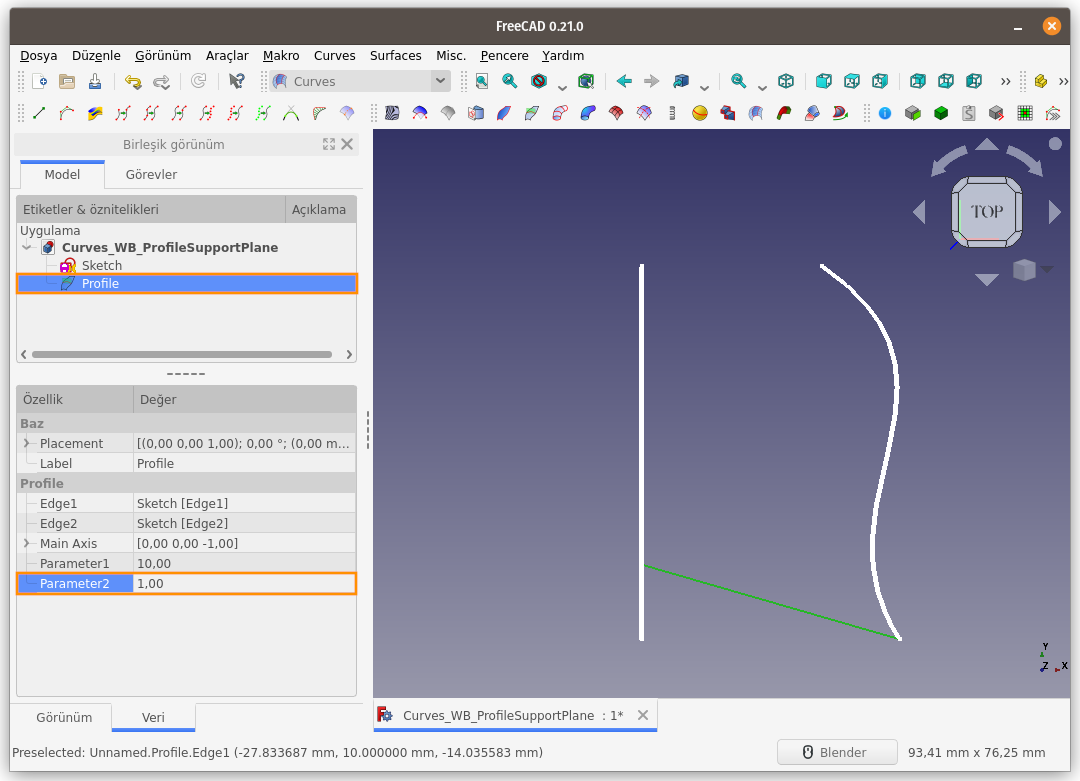 FreeCAD 0.21.0
Dosya Düzenle Görünüm Araçlar Makro Curves Surfaces Misc. Pencere Yardım
Curves
Birleşik görünüm
Model Görevler
Etiketler & öznitelikleri Açıklama
Uygulama
Curves_WB_ProfileSupportPlane
Sketch
Profile
Özellik Değer
Baz
Placement [(0,00 0,00 1,00); 0,00 °; (0,00 m...
Label Profile
Profile
Edge1 Sketch [Edge1]
Edge2 Sketch [Edge2]
Main Axis [0,00 0,00 -1,00]
Parameter1 10,00
Parameter2 1,00
Görünüm Veri
TOP
Y
Z X
Curves_WB_ProfileSupportPlane : 1*
Preselected: Unnamed.Profile.Edge1 (-27.833687 mm, 10.000000 mm, -14.035583 mm)
Blender 93,41 mm x 76,25 mm